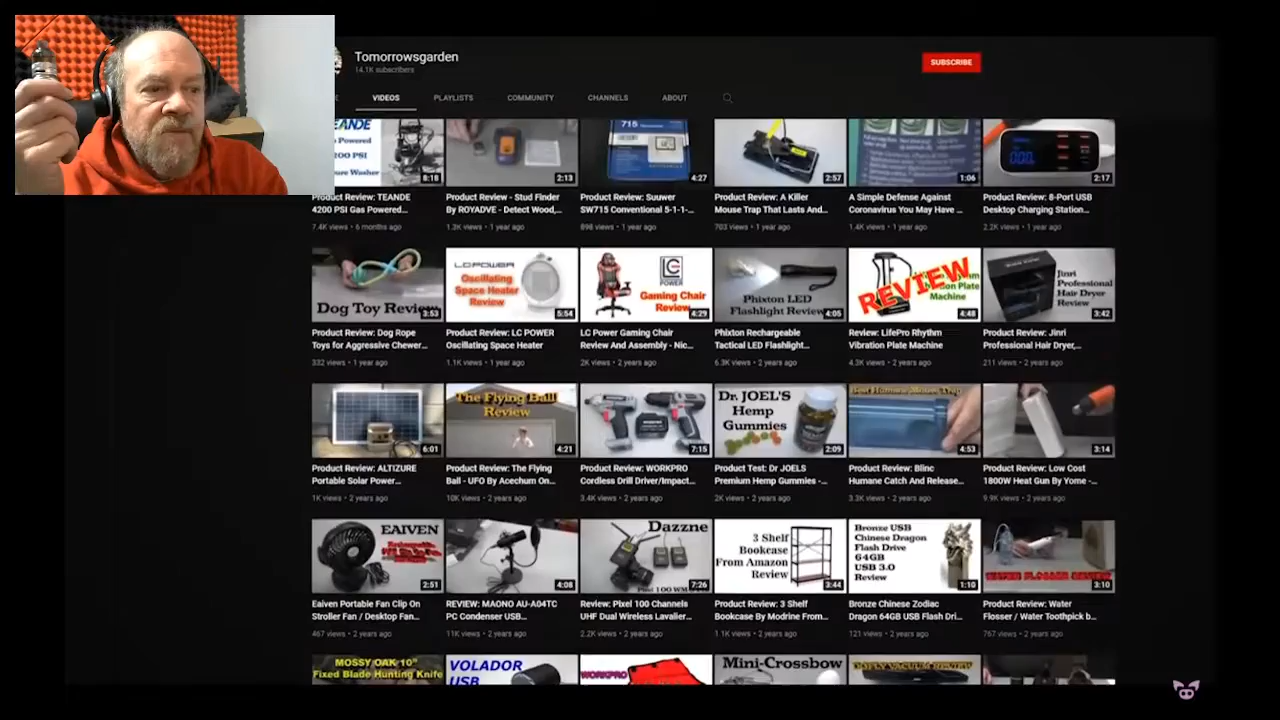 Tomorrowsgarden
14.1K subscribers
SUBSCRIBE
VIDEOS
PLAYLISTS
COMMUNITY
CHANNELS
ABOUT
8:18
2:13
715
4:27
2:57
1:06
2:17
Product Review: TEANDE
4200 PSI Gas Powered...
7.4K views • 6 months ago
Product Review - Stud Finder
By ROYADVE - Detect Wood,...
1.3K views • 1 year ago
Product Review: Suuwer
SW715 Conventional 5-1-1-...
898 views • 1 year ago
Product Review: A Killer
Mouse Trap That Lasts And...
703 views • 1 year ago
A Simple Defense Against
Coronavirus You May Have ...
1.4K views • 1 year ago
Product Review: 8-Port USB
Desktop Charging Station...
2.2K views • 1 year ago
Dog Toy Review
3:53
LC POWER
Oscillating
Space Heater
Review
5:54
LC
POWER
Gaming Chair
Review
4:29
Phixton LED
Flashlight Review
4:05
REVIEW
Plate
Machine
4:48
Jinri
Professional
Hair Dryer
Review
3:42
Product Review: Dog Rope
Toys for Aggressive Chewer...
332 views • 1 year ago
Product Review: LC POWER
Oscillating Space Heater
1.1K views • 1 year ago
LC Power Gaming Chair
Review And Assembly - Nic...
2K views • 2 years ago
Phixton Rechargeable
Tactical LED Flashlight...
6.3K views • 2 years ago
Review: LifePro Rhythm
Vibration Plate Machine
4.3K views • 2 years ago
Product Review: Jinri
Professional Hair Dryer,...
211 views • 2 years ago
6:01
The Flying Ball
Review
4:21
7:15
Dr. JOEL'S
Hemp
Gummies
2:09
Best Humane Mouse Trap
4:53
3:14
Product Review: ALTIZURE
Portable Solar Power...
1K views • 2 years ago
Product Review: The Flying
Ball - UFO By Acechum On...
10K views • 2 years ago
Product Review: WORKPRO
Cordless Drill Driver/Impact...
3.4K views • 2 years ago
Product Test: Dr JOELS
Premium Hemp Gummies -...
2K views • 2 years ago
Product Review: Blinc
Humane Catch And Release...
3.3K views • 2 years ago
Product Review: Low Cost
1800W Heat Gun By Yome -...
9.9K views • 2 years ago
EAIVEN
2:51
4:08
Dazzne
7:26
3 Shelf
Bookcase
From Amazon
Review
3:44
Bronze USB
Chinese Dragon
Flash Drive
64GB
USB 3.0
Review
1:10
WATER FLOSSER REVIEW
3:10
Eaiven Portable Fan Clip On
Stroller Fan / Desktop Fan...
467 views • 2 years ago
REVIEW: MAONO AU-A04TC
PC Condenser USB...
11K views • 2 years ago
Review: Pixel 100 Channels
UHF Dual Wireless Lavalier...
2.2K views • 2 years ago
Product Review: 3 Shelf
Bookcase By Modrine From...
1.1K views • 2 years ago
Bronze Chinese Zodiac
Dragon 64GB USB Flash Dri...
121 views • 2 years ago
Product Review: Water
Flosser / Water Toothpick b...
767 views • 2 years ago
MOSSY OAK 10"
Fixed Blade Hunting Knife
VOLADOR
USB
WORKPRO
Mini-Crossbow